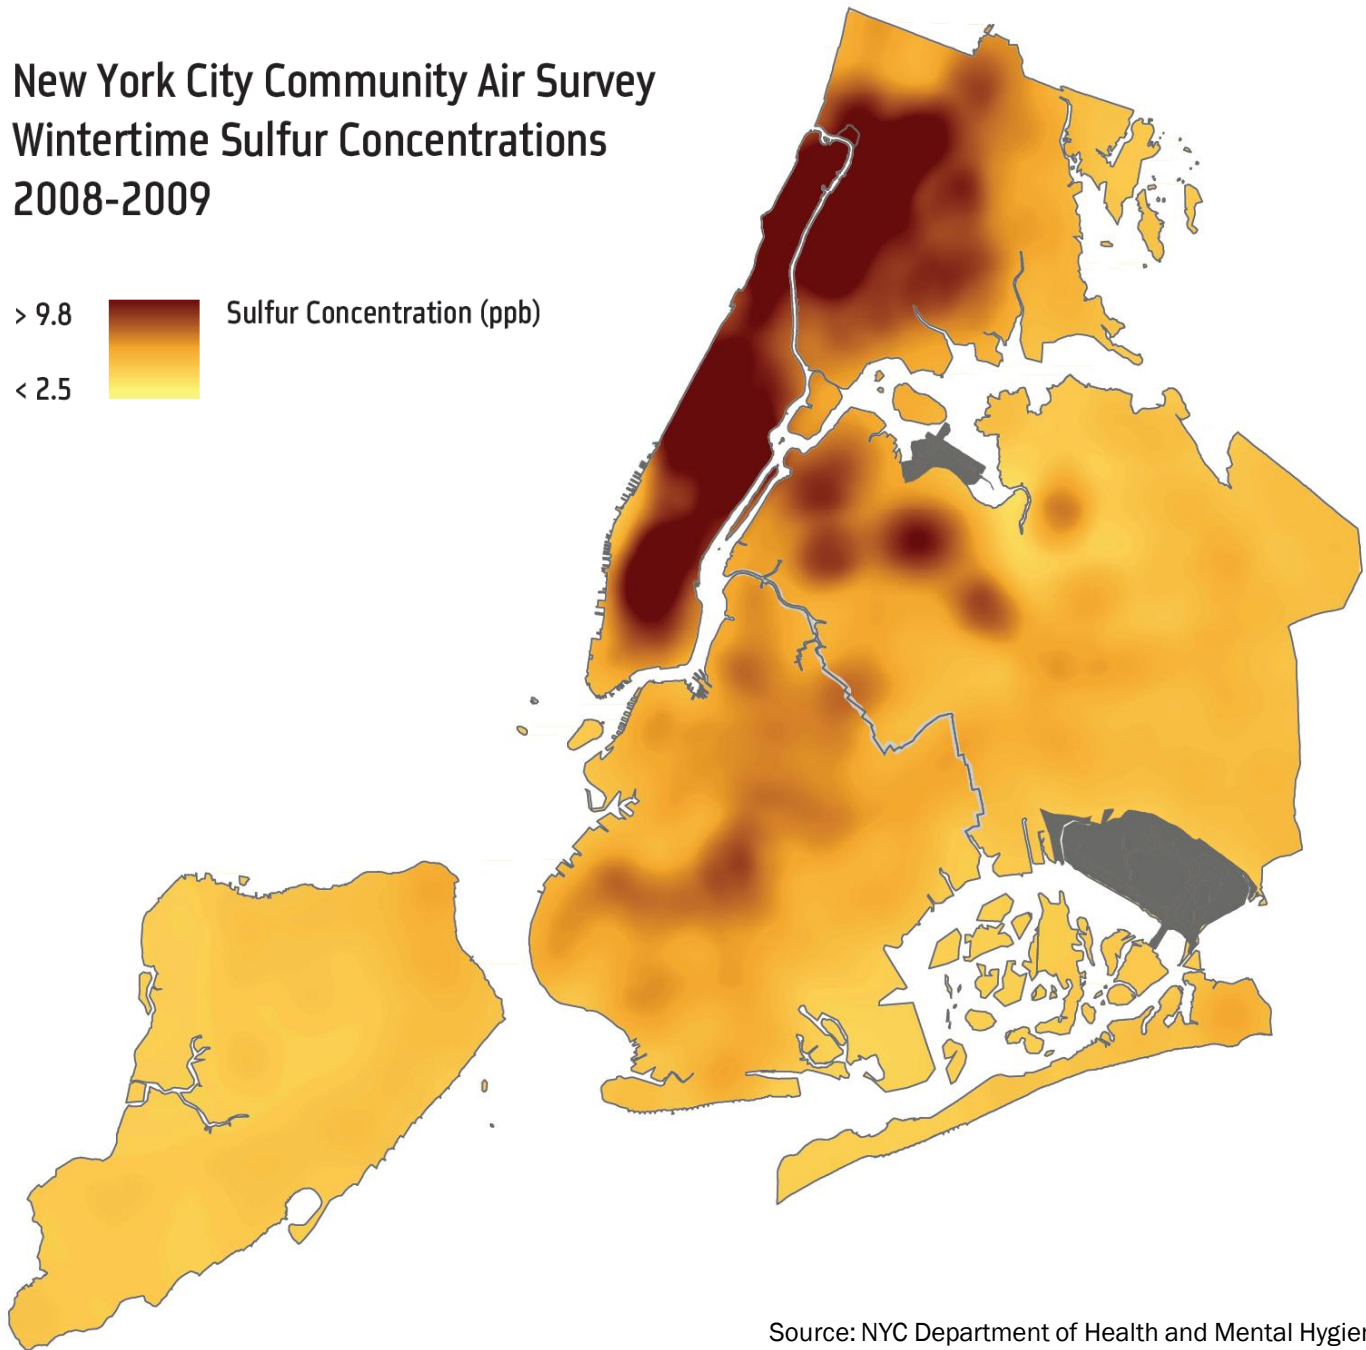 New York City Community Air Survey
Wintertime Sulfur Concentrations
2008-2009
> 9.8
Sulfur Concentration (ppb)
< 2.5
Source: NYC Department of Health and Mental Hygien